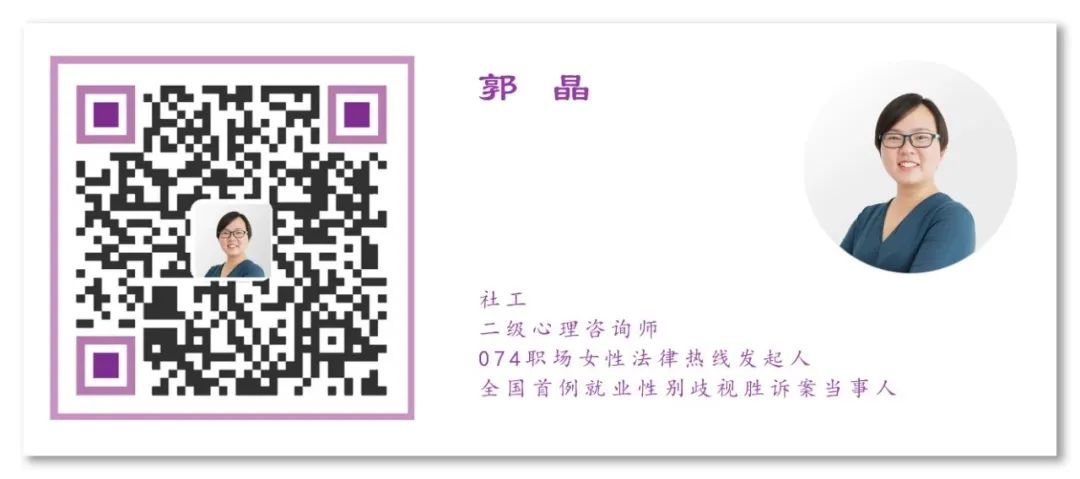 郭 晶
社工
二级心理咨询师
074职场女性法律热线发起人
全国首例就业性别歧视胜诉案当事人